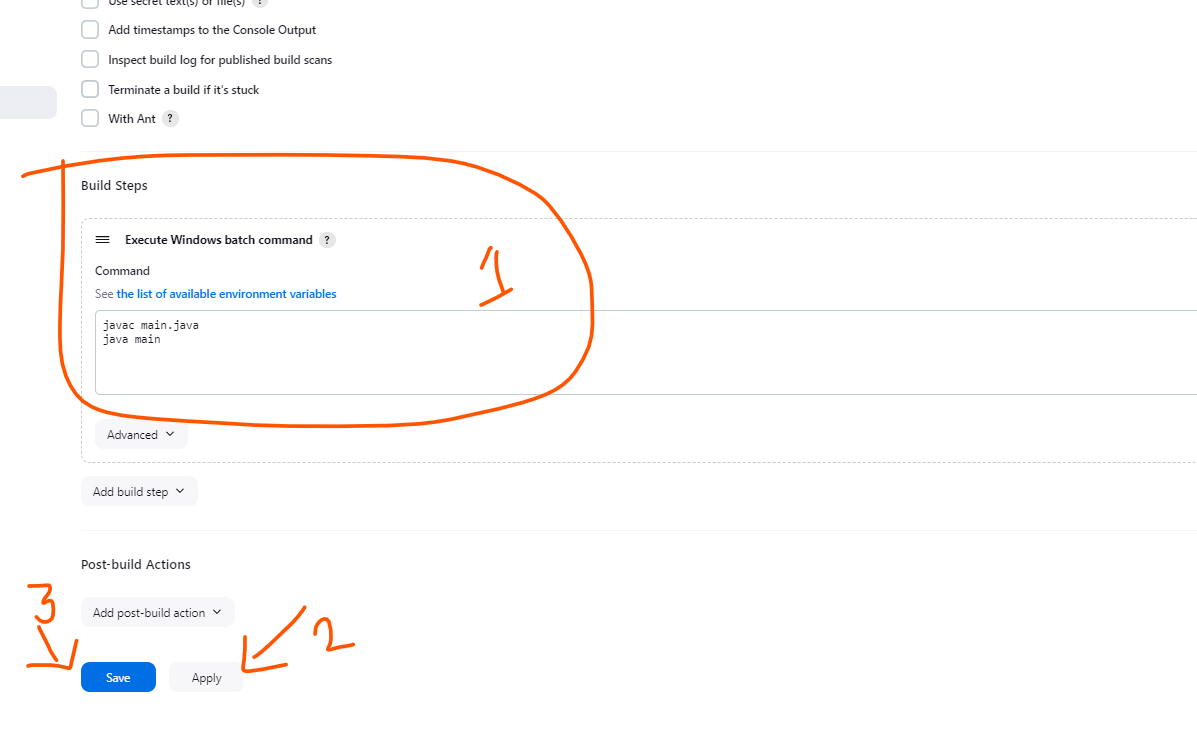 Use secret text(s) or file(s) ?
Add timestamps to the Console Output
Inspect build log for published build scans
Terminate a build if it's stuck
With Ant ?
Build Steps
Execute Windows batch command ?
1
Command
See the list of available environment variables
javac main.java
java main
Advanced
Add build step
Post-build Actions
3
Add post-build action
2
Save
Apply